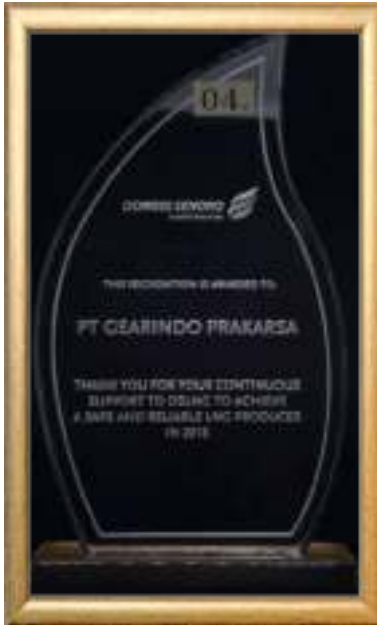 04.
DONGGI SENORO
THIS RECOGNITION IS AWARDED TO:
PT GEARINDO PRAKARSA
THANK YOU FOR YOUR CONTINUOUS
SUPPORT TO DSLNG TO ACHIEVE
A SAFE AND RELIABLE LNG PRODUCER
IN